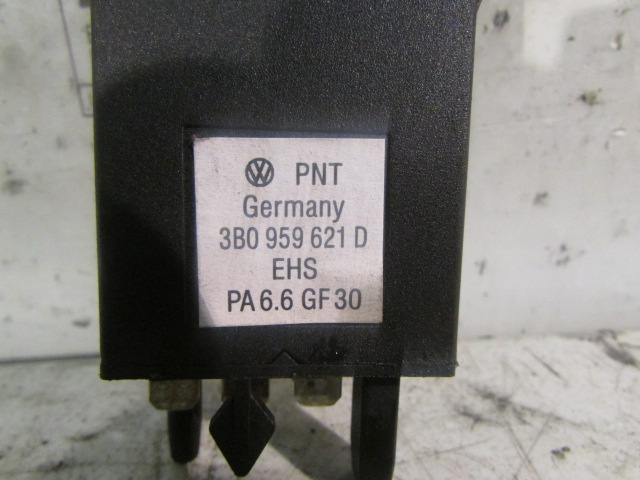 PNT
Germany
3B0 959 621 D
EHS
PA 6.6 GF 30